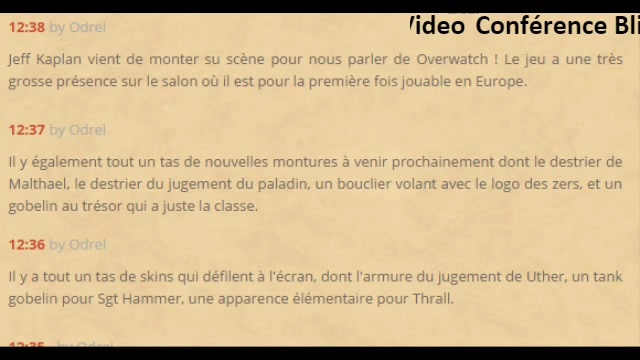 Video Conférence Bli
12:38 by Odrel
Jeff Kaplan vient de monter su scène pour nous parler de Overwatch ! Le jeu a une très
grosse présence sur le salon où il est pour la première fois jouable en Europe.
12:37 by Odrel
Il y également tout un tas de nouvelles montures à venir prochainement dont le destrier de
Malthael, le destrier du jugement du paladin, un bouclier volant avec le logo des zers, et un
gobelin au trésor qui a juste la classe.
12:36 by Odrel
Il y a tout un tas de skins qui défilent à l'écran, dont l'armure du jugement de Uther, un tank
gobelin pour Sgt Hammer, une apparence élémentaire pour Thrall.
12:35 by Odrel